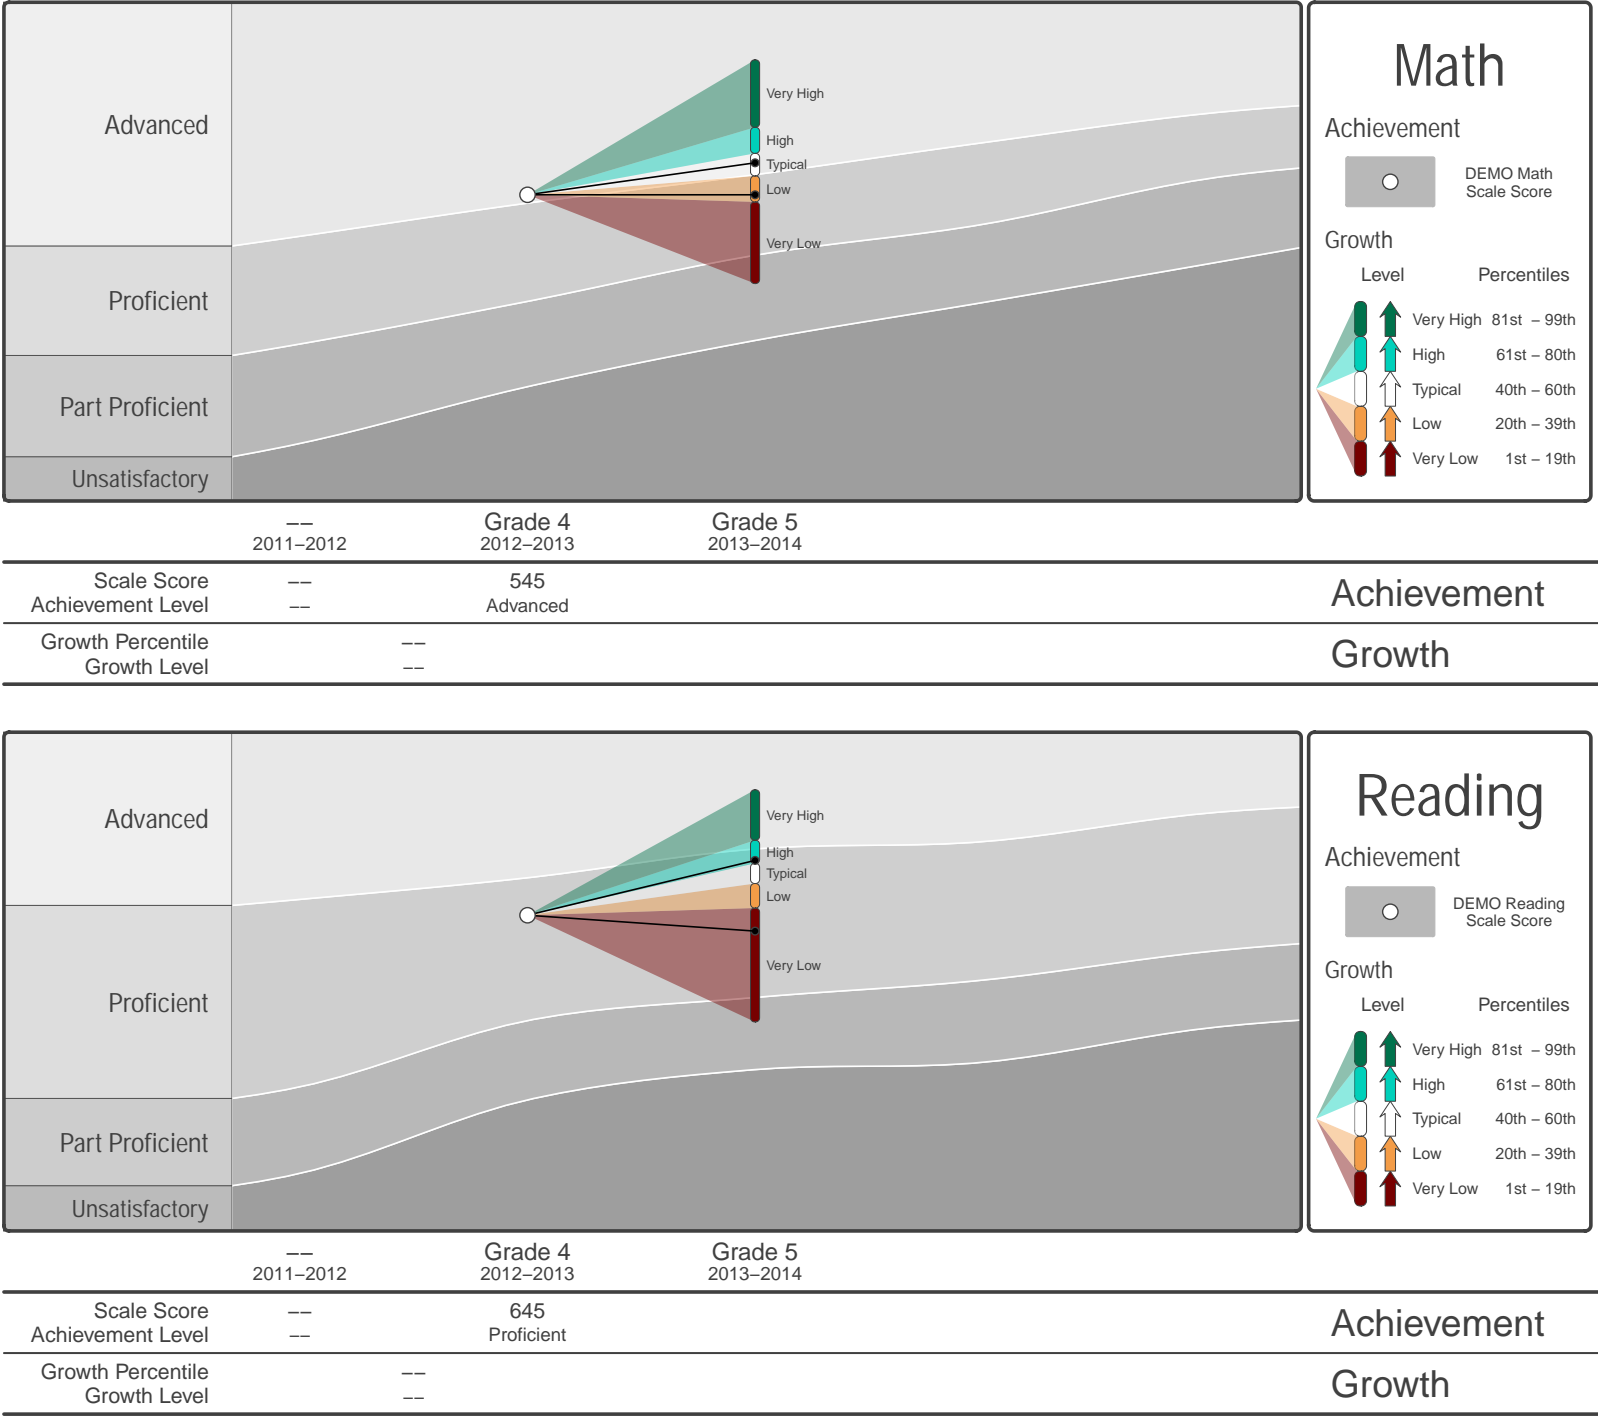 Advanced
Proficient
Part Proficient
Unsatisfactory
Very High
High
Typical
Low
Very Low
Math
Achievement
DEMO Math
Scale Score
Growth
Level Percentiles
Very High 81st – 99th
High 61st – 80th
Typical 40th – 60th
Low 20th – 39th
Very Low 1st – 19th
–– Grade 4 Grade 5
2011–2012 2012–2013 2013–2014
Scale Score –– 545
Achievement Level –– Advanced
Achievement
Growth Percentile ––
Growth Level ––
Growth
Advanced
Proficient
Part Proficient
Unsatisfactory
Very High
High
Typical
Low
Very Low
Reading
Achievement
DEMO Reading
Scale Score
Growth
Level Percentiles
Very High 81st – 99th
High 61st – 80th
Typical 40th – 60th
Low 20th – 39th
Very Low 1st – 19th
–– Grade 4 Grade 5
2011–2012 2012–2013 2013–2014
Scale Score –– 645
Achievement Level –– Proficient
Achievement
Growth Percentile ––
Growth Level ––
Growth